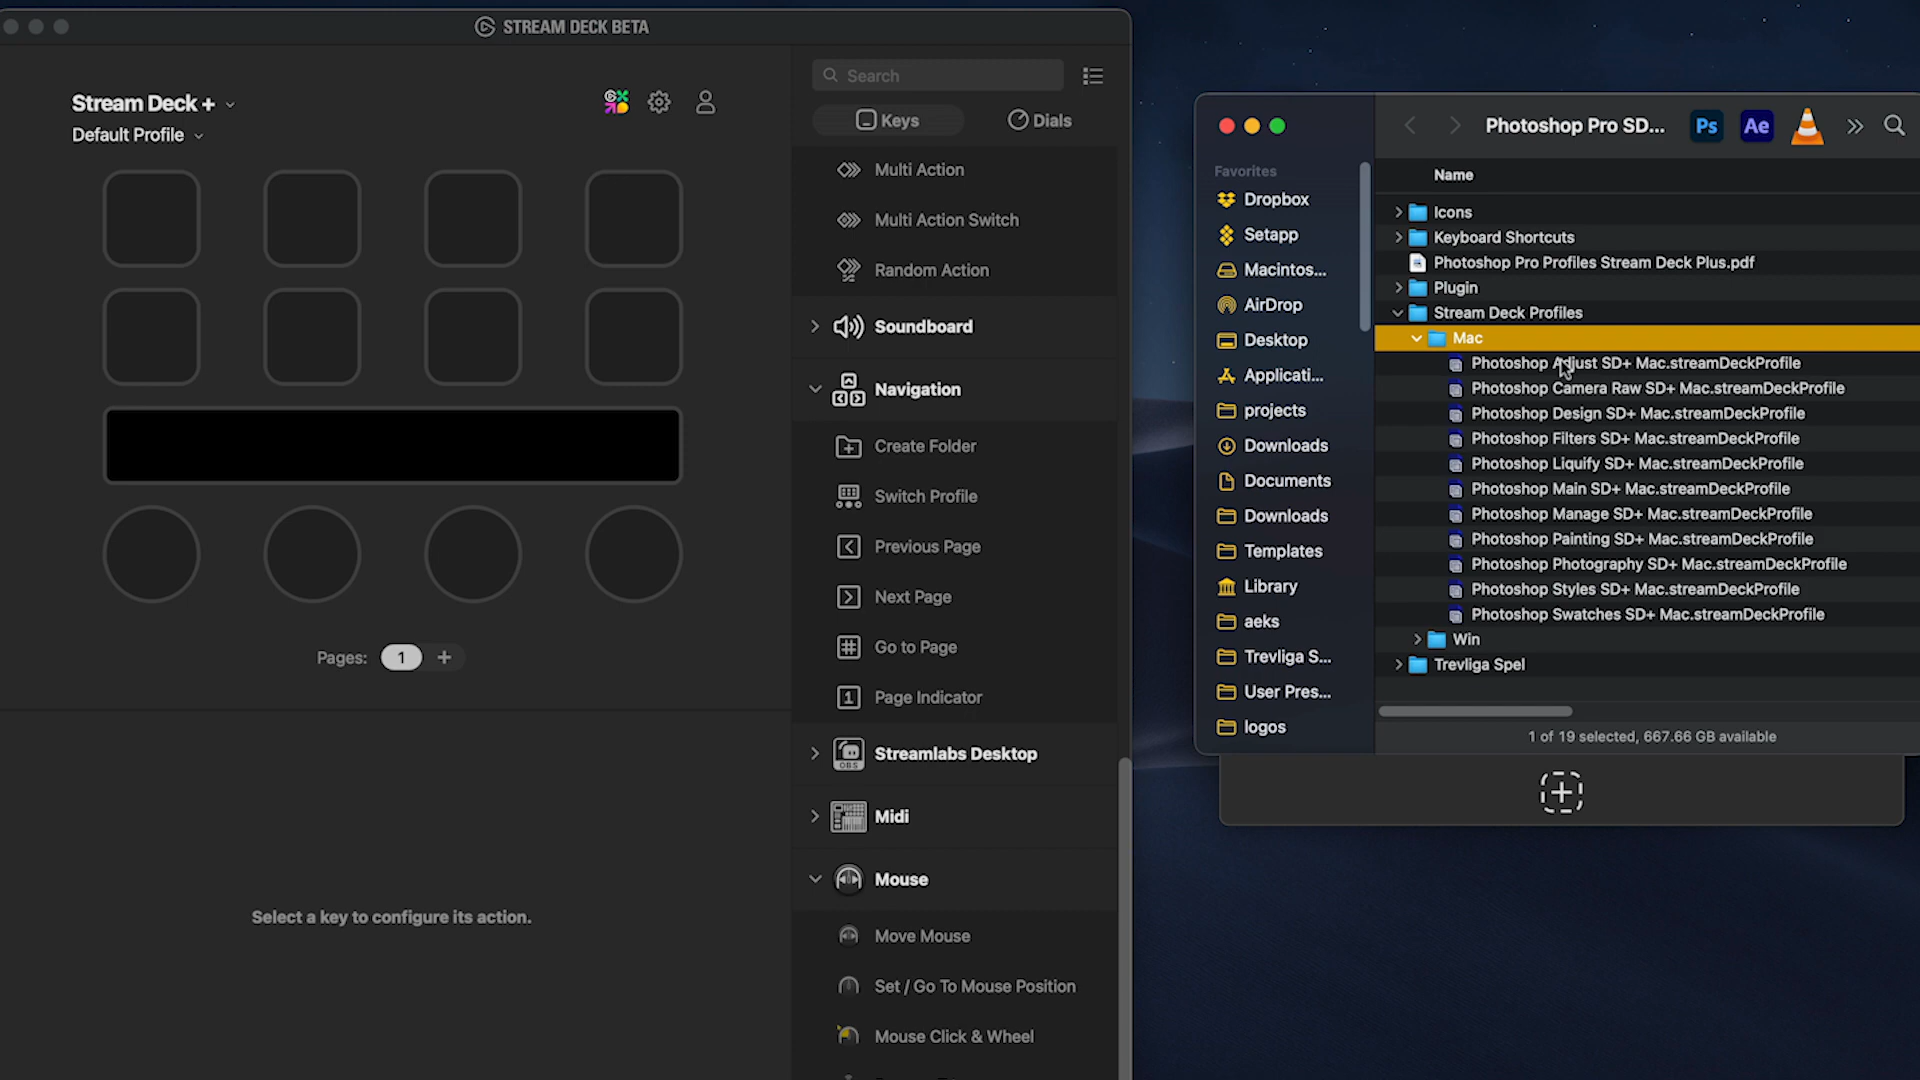 STREAM DECK BETA
Stream Deck +
Default Profile
Pages: 1 +
Select a key to configure its action.
Search
Keys
Dials
Multi Action
Multi Action Switch
Random Action
Soundboard
Navigation
Create Folder
Switch Profile
Previous Page
Next Page
Go to Page
1 Page Indicator
OBS
Streamlabs Desktop
Midi
Mouse
Move Mouse
Set / Go To Mouse Position
Mouse Click & Wheel
Photoshop Pro SD...
Ps
Ae
Favorites
Dropbox
Setapp
Macintos...
AirDrop
Desktop
Applicati...
projects
Downloads
Documents
Downloads
Templates
Library
aeks
Trevliga S...
User Pres...
logos
Name
Icons
Keyboard Shortcuts
Photoshop Pro Profiles Stream Deck Plus.pdf
Plugin
Stream Deck Profiles
Mac
Photoshop Adjust SD+ Mac.streamDeckProfile
Photoshop Camera Raw SD+ Mac.streamDeckProfile
Photoshop Design SD+ Mac.streamDeckProfile
Photoshop Filters SD+ Mac.streamDeckProfile
Photoshop Liquify SD+ Mac.streamDeckProfile
Photoshop Main SD+ Mac.streamDeckProfile
Photoshop Manage SD+ Mac.streamDeckProfile
Photoshop Painting SD+ Mac.streamDeckProfile
Photoshop Photography SD+ Mac.streamDeckProfile
Photoshop Styles SD+ Mac.streamDeckProfile
Photoshop Swatches SD+ Mac.streamDeckProfile
Win
Trevliga Spel
1 of 19 selected, 667.66 GB available